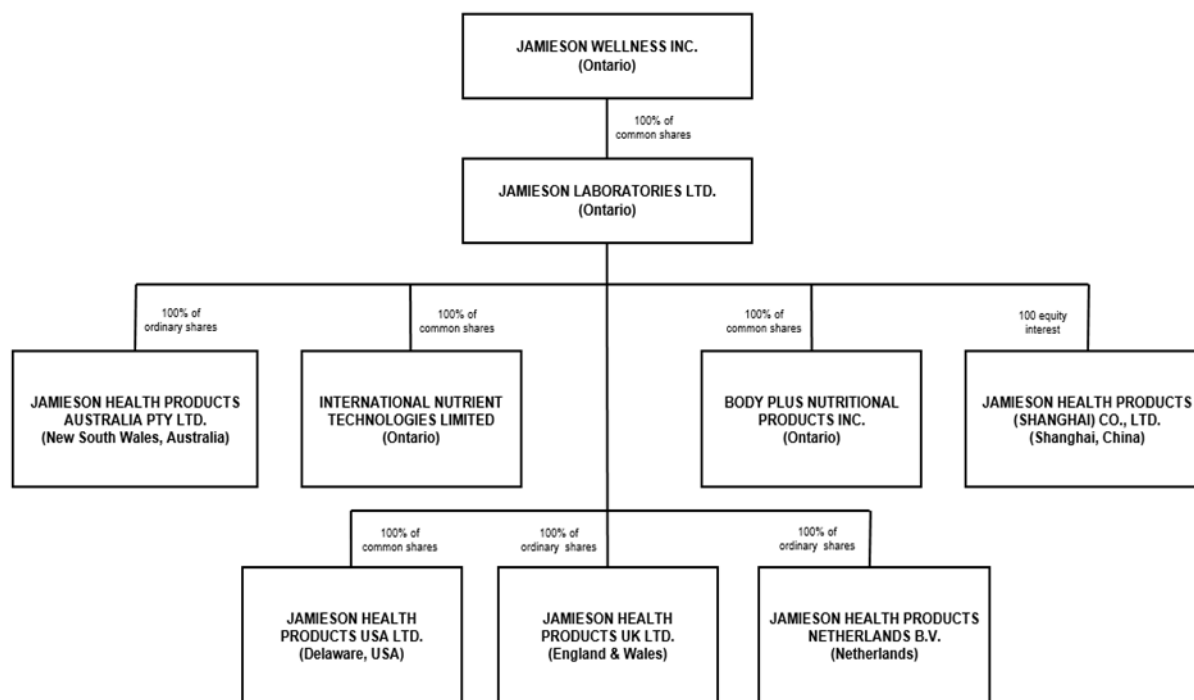 JAMIESON WELLNESS INC.
(Ontario)
100% of
common shares
JAMIESON LABORATORIES LTD.
(Ontario)
100% of
ordinary shares
100% of
common shares
100% of
common shares
100 equity
interest
JAMIESON HEALTH PRODUCTS
AUSTRALIA PTY LTD.
(New South Wales, Australia)
INTERNATIONAL NUTRIENT
TECHNOLOGIES LIMITED
(Ontario)
BODY PLUS NUTRITIONAL
PRODUCTS INC.
(Ontario)
JAMIESON HEALTH PRODUCTS
(SHANGHAI) CO., LTD.
(Shanghai, China)
100% of
common shares
100% of
ordinary shares
100% of
ordinary shares
JAMIESON HEALTH
PRODUCTS USA LTD.
(Delaware, USA)
JAMIESON HEALTH
PRODUCTS UK LTD.
(England & Wales)
JAMIESON HEALTH PRODUCTS
NETHERLANDS B.V.
(Netherlands)